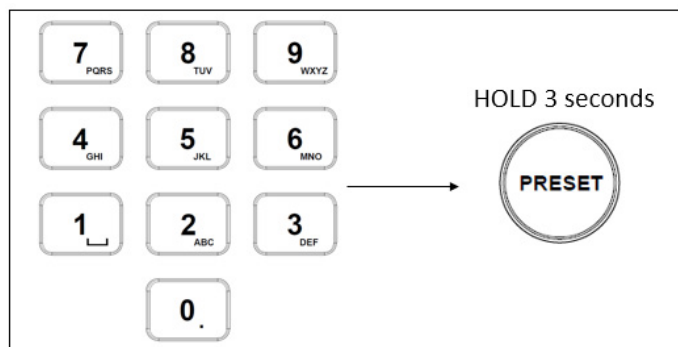 7 PQRS 8 TUV 9 WXYZ
HOLD 3 seconds
4 GHI 5 JKL 6 MNO
PRESET
1 2 ABC 3 DEF
0 .